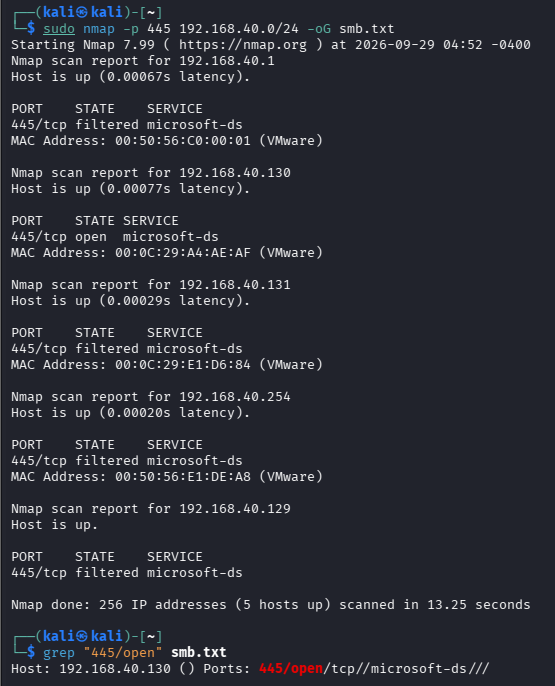 ┌──(kali㉿kali)-[~]
└─$ sudo nmap -p 445 192.168.40.0/24 -oG smb.txt
Starting Nmap 7.99 ( https://nmap.org ) at 2026-09-29 04:52 -0400
Nmap scan report for 192.168.40.1
Host is up (0.00067s latency).

PORT    STATE    SERVICE
445/tcp filtered microsoft-ds
MAC Address: 00:50:56:C0:00:01 (VMware)

Nmap scan report for 192.168.40.130
Host is up (0.00077s latency).

PORT    STATE SERVICE
445/tcp open  microsoft-ds
MAC Address: 00:0C:29:A4:AE:AF (VMware)

Nmap scan report for 192.168.40.131
Host is up (0.00029s latency).

PORT    STATE    SERVICE
445/tcp filtered microsoft-ds
MAC Address: 00:0C:29:E1:D6:84 (VMware)

Nmap scan report for 192.168.40.254
Host is up (0.00020s latency).

PORT    STATE    SERVICE
445/tcp filtered microsoft-ds
MAC Address: 00:50:56:E1:DE:A8 (VMware)

Nmap scan report for 192.168.40.129
Host is up.

PORT    STATE    SERVICE
445/tcp filtered microsoft-ds

Nmap done: 256 IP addresses (5 hosts up) scanned in 13.25 seconds

┌──(kali㉿kali)-[~]
└─$ grep "445/open" smb.txt
Host: 192.168.40.130 () Ports: 445/open/tcp//microsoft-ds///